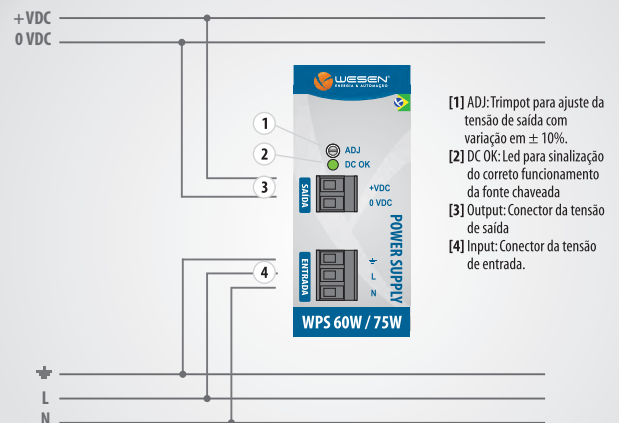 +VDC
0 VDC
WESEN
ENERGIA & AUTOMAÇÃO
1
ADJ
2
DC OK
3
SAÍDA
+VDC
0 VDC
POWER SUPPLY
4
ENTRADA
L
N
WPS 60W / 75W
L
N
[1] ADJ: Trimpot para ajuste da
tensão de saída com
variação em ± 10%.
[2] DC OK: Led para sinalização
do correto funcionamento
da fonte chaveada
[3] Output: Conector da tensão
de saída
[4] Input: Conector da tensão
de entrada.